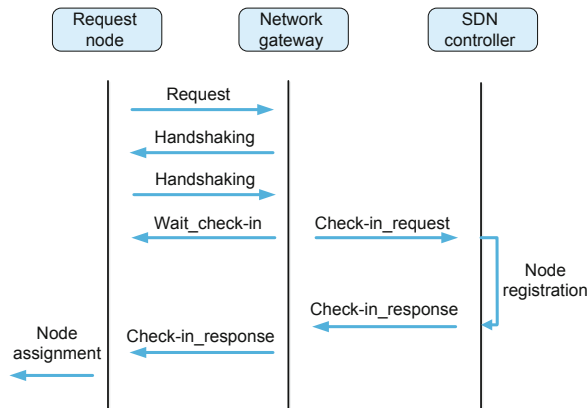 Request
node
Network
gateway
SDN
controller
Request
Handshaking
Handshaking
Wait_check-in
Check-in_request
Node
registration
Check-in_response
Check-in_response
Node
assignment